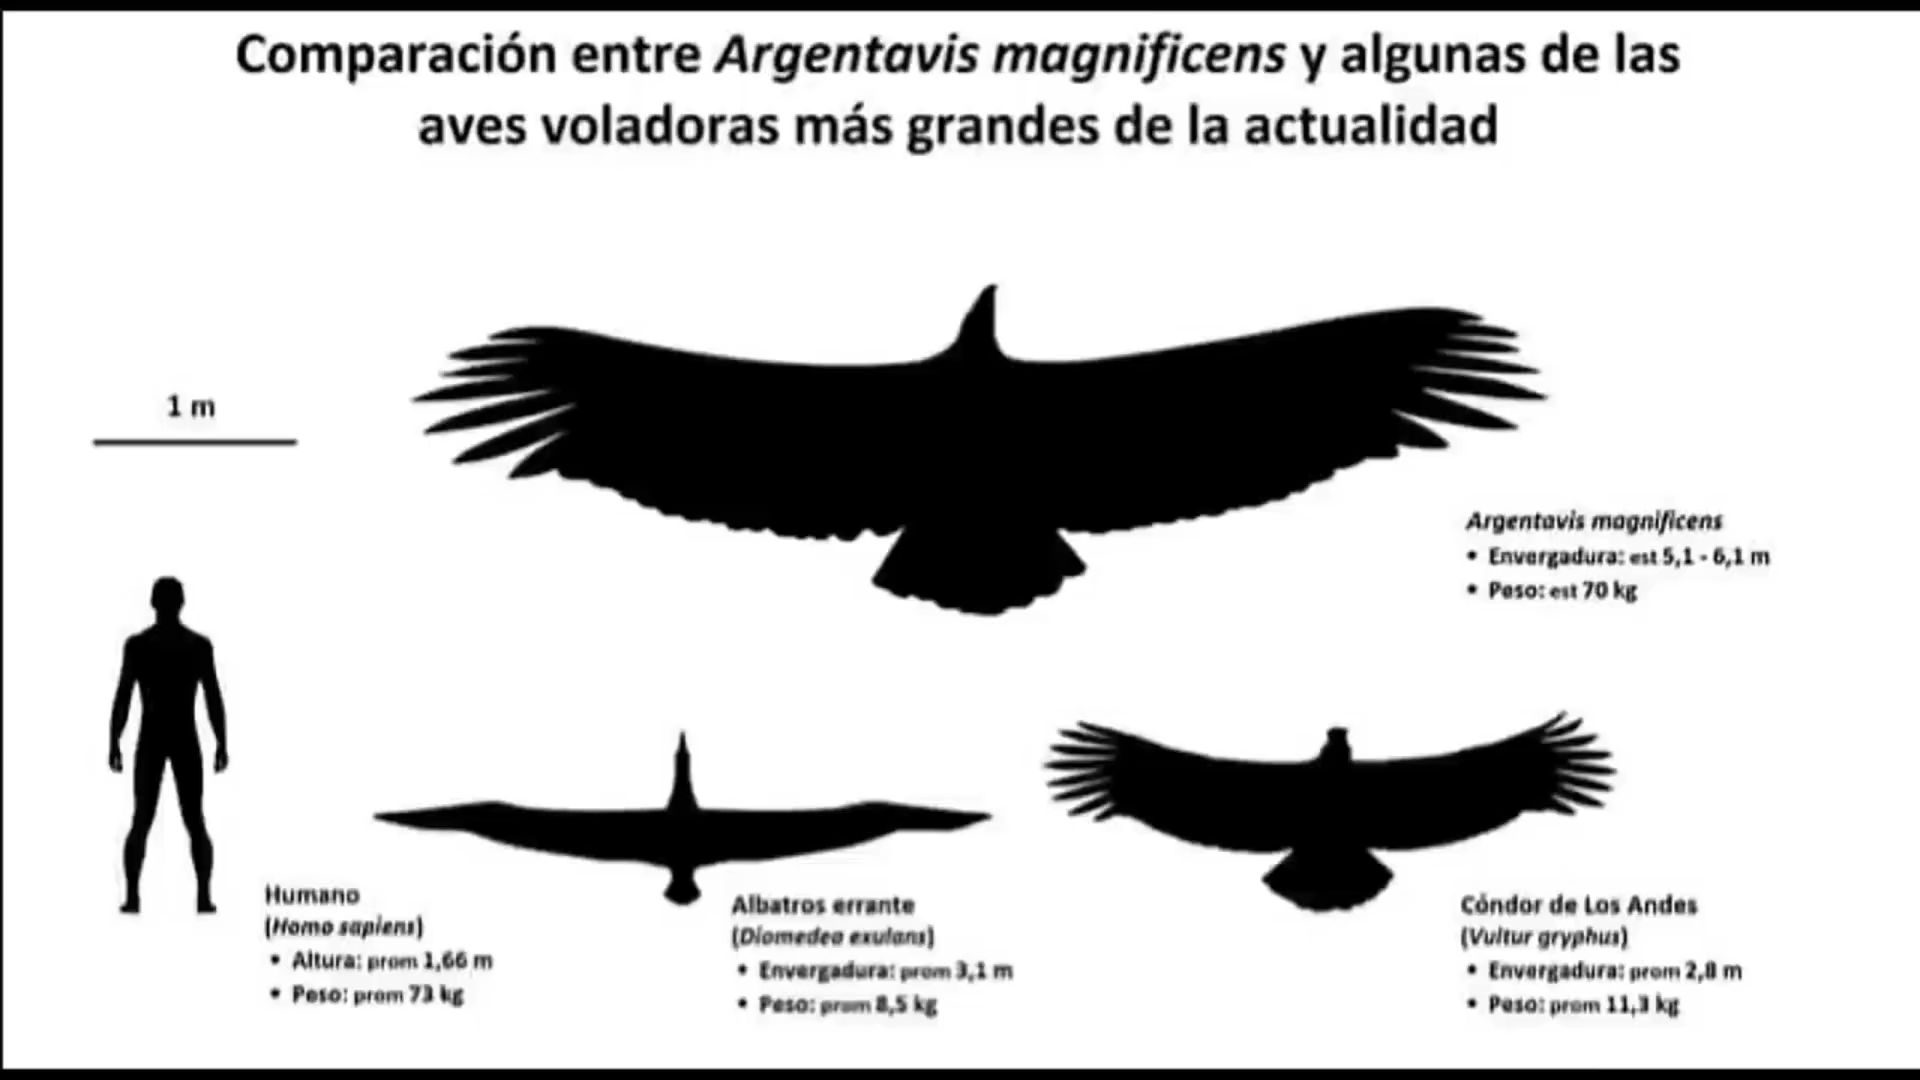 Comparación entre Argentavis magnificens y algunas de las
aves voladoras más grandes de la actualidad
1 m
Argentavis magnificens
• Envergadura: est 5,1 - 6,1 m
• Peso: est 70 kg
Humano
(Homo sapiens)
• Altura: prom 1,66 m
• Peso: prom 73 kg
Albatros errante
(Diomedea exulans)
• Envergadura: prom 3,1 m
• Peso: prom 8,5 kg
Cóndor de Los Andes
(Vultur gryphus)
• Envergadura: prom 2,8 m
• Peso: prom 11,3 kg